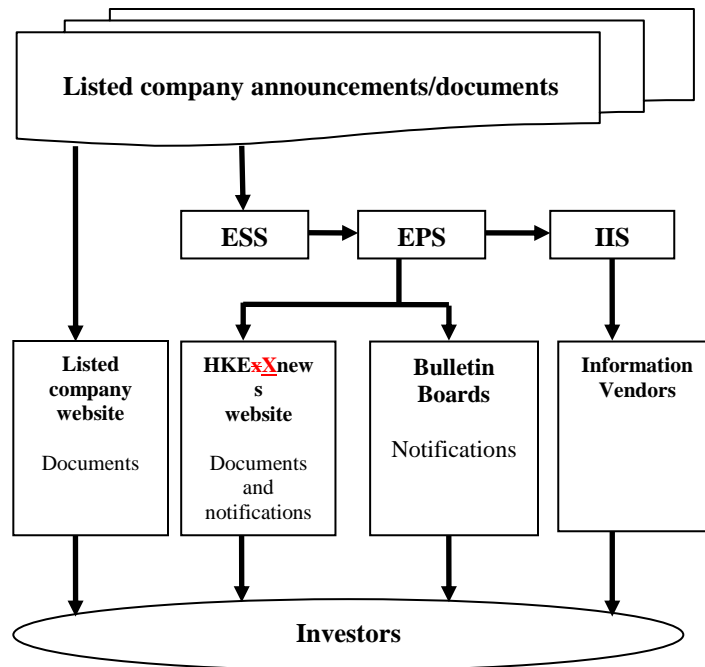 Listed company announcements/documents
ESS
EPS
IIS
Listed
company
website
Documents
HKExXnew
s
website
Documents
and
notifications
Bulletin
Boards
Notifications
Information
Vendors
Investors